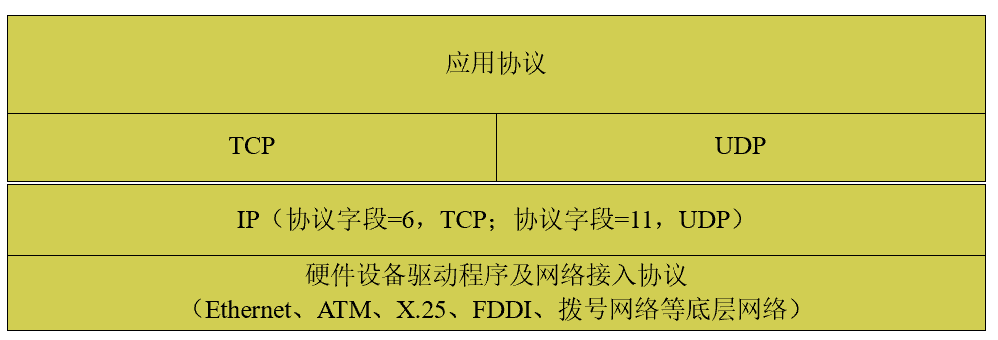 应用协议
TCP
UDP
IP（协议字段=6，TCP；协议字段=11，UDP）
硬件设备驱动程序及网络接入协议
（Ethernet、ATM、X.25、FDDI、拨号网络等底层网络）